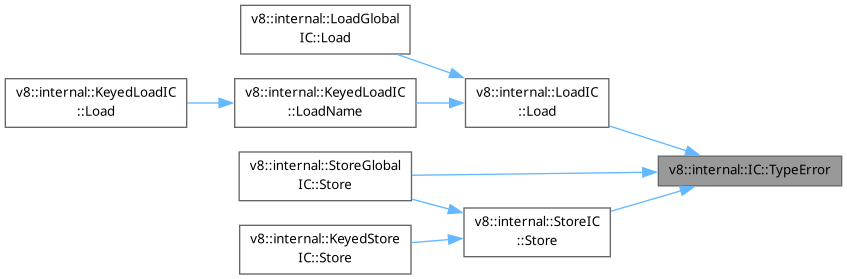 v8::internal::LoadGlobal
IC::Load
v8::internal::KeyedLoadIC
::Load
v8::internal::KeyedLoadIC
::LoadName
v8::internal::LoadIC
::Load
v8::internal::StoreGlobal
IC::Store
v8::internal::IC::TypeError
v8::internal::StoreIC
::Store
v8::internal::KeyedStore
IC::Store